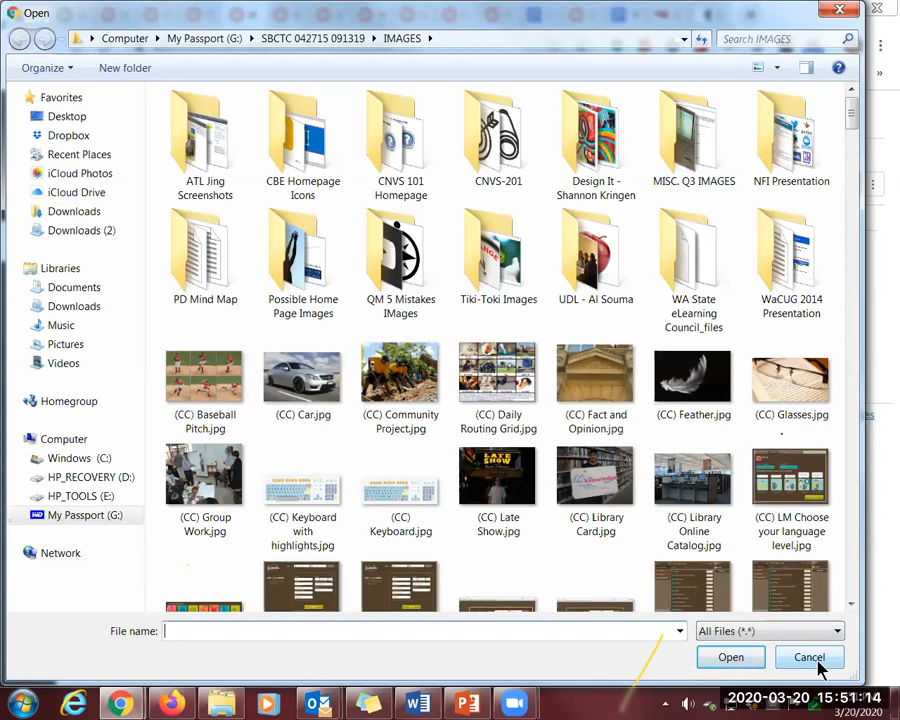 Open
Computer ▸ My Passport (G:) ▸ SBCTC 042715 091319 ▸ IMAGES ▸
Search IMAGES
Organize
New folder
Favorites
Desktop
Dropbox
Recent Places
iCloud Photos
iCloud Drive
Downloads
Downloads (2)
Libraries
Documents
Downloads
Music
Pictures
Videos
Homegroup
Computer
Windows (C:)
HP_RECOVERY (D:)
HP_TOOLS (E:)
My Passport (G:)
Network
ATL Jing
Screenshots
CBE Homepage
Icons
CNVS 101
Homepage
CNVS-201
Design It -
Shannon Kringen
MISC. Q3 IMAGES
NFI Presentation
PD Mind Map
Possible Home
Page Images
QM 5 Mistakes
IMages
Tiki-Toki Images
UDL - Al Souma
WA State
eLearning
Council_files
WaCUG 2014
Presentation
(CC) Baseball
Pitch.jpg
(CC) Car.jpg
(CC) Community
Project.jpg
(CC) Daily
Routing Grid.jpg
(CC) Fact and
Opinion.jpg
(CC) Feather.jpg
(CC) Glasses.jpg
(CC) Group
Work.jpg
(CC) Keyboard
with
highlights.jpg
(CC)
Keyboard.jpg
LATE
SHOW
(CC) Late
Show.jpg
(CC) Library
Card.jpg
(CC) Library
Online
Catalog.jpg
(CC) LM Choose
your language
level.jpg
File name:
All Files (*.*)
Open
Cancel
2020-03-20 15:51:14
3/20/2020